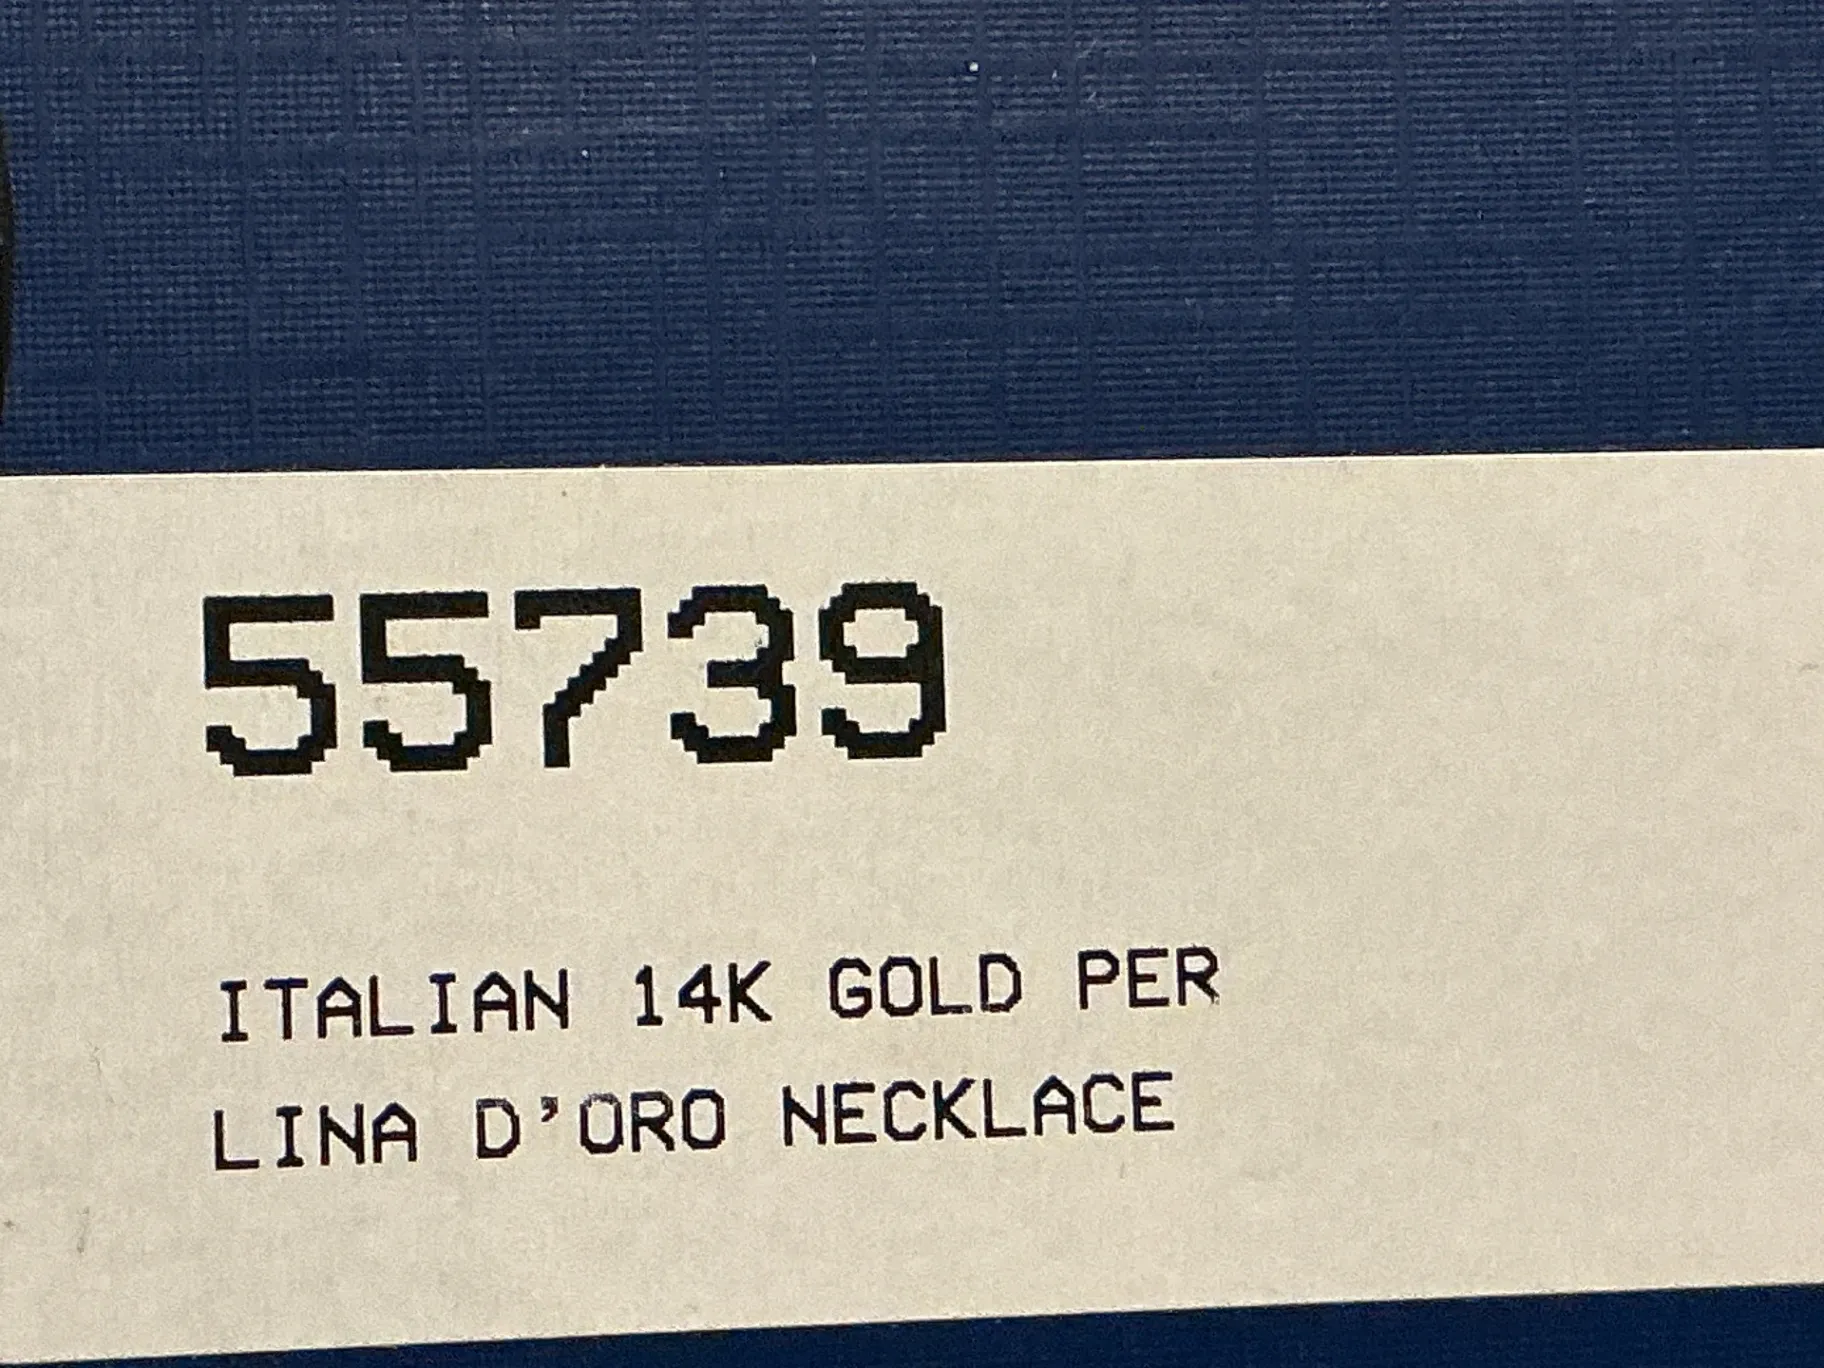 55739
ITALIAN 14K GOLD PER
LINA D'ORO NECKLACE